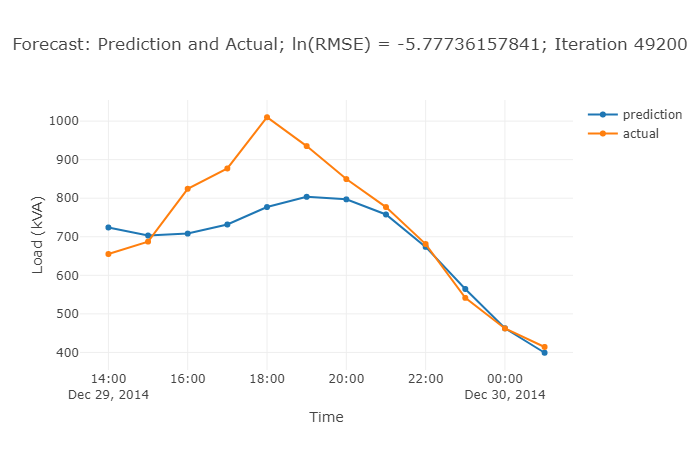 Forecast: Prediction and Actual; ln(RMSE) = -5.77736157841; Iteration 49200
prediction
actual
1000
900
800
700
600
500
400
Load (kVA)
14:00 16:00 18:00 20:00 22:00 00:00
Dec 29, 2014 Dec 30, 2014
Time